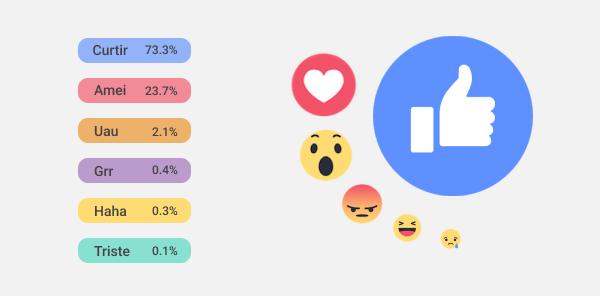 Curtir 73.3%
Amei 23.7%
Uau 2.1%
Grr 0.4%
Haha 0.3%
Triste 0.1%